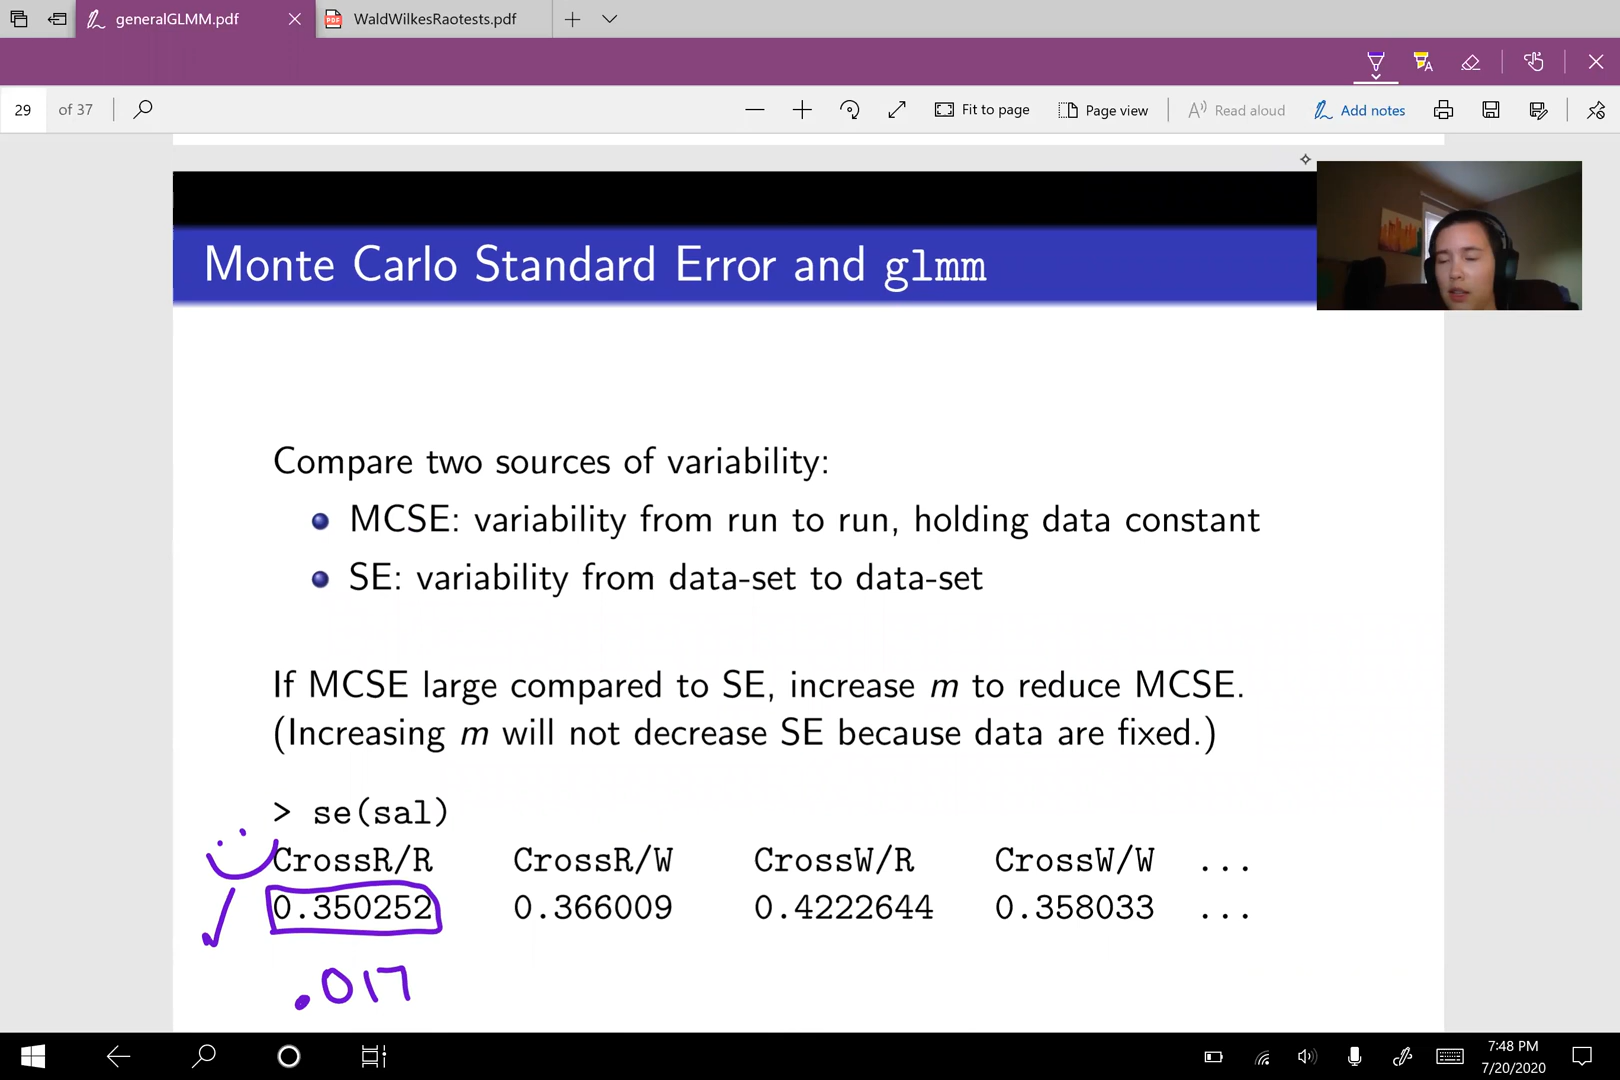 generalGLMM.pdf
WaldWilkesRaotests.pdf
29 of 37
Fit to page
Page view
Read aloud
Add notes
Monte Carlo Standard Error and glmm
Compare two sources of variability:
MCSE: variability from run to run, holding data constant
SE: variability from data-set to data-set
If MCSE large compared to SE, increase m to reduce MCSE.
(Increasing m will not decrease SE because data are fixed.)
> se(sal)
CrossR/R CrossR/W CrossW/R CrossW/W ...
0.350252 0.366009 0.4222644 0.358033 ...
.017
7:48 PM
7/20/2020